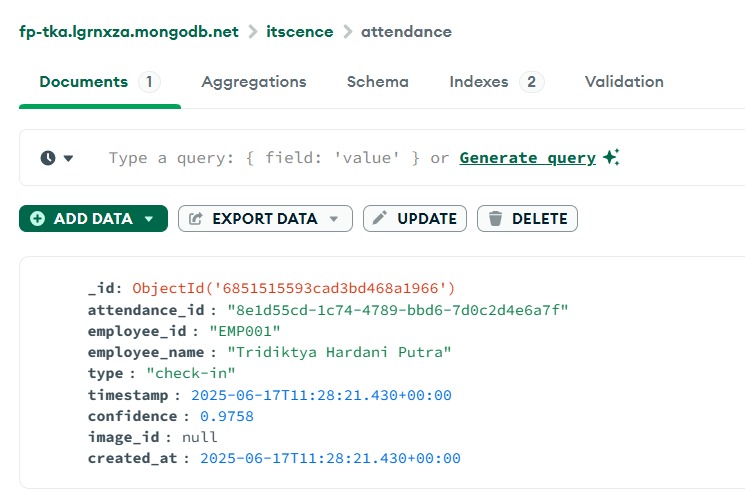 fp-tka.lgrnxza.mongodb.net > itscence > attendance
Documents 1 Aggregations Schema Indexes 2 Validation
Type a query: { field: 'value' } or Generate query
ADD DATA EXPORT DATA UPDATE DELETE
_id: ObjectId('6851515593cad3bd468a1966')
attendance_id : "8e1d55cd-1c74-4789-bbd6-7d0c2d4e6a7f"
employee_id : "EMP001"
employee_name : "Tridiktya Hardani Putra"
type : "check-in"
timestamp : 2025-06-17T11:28:21.430+00:00
confidence : 0.9758
image_id : null
created_at : 2025-06-17T11:28:21.430+00:00